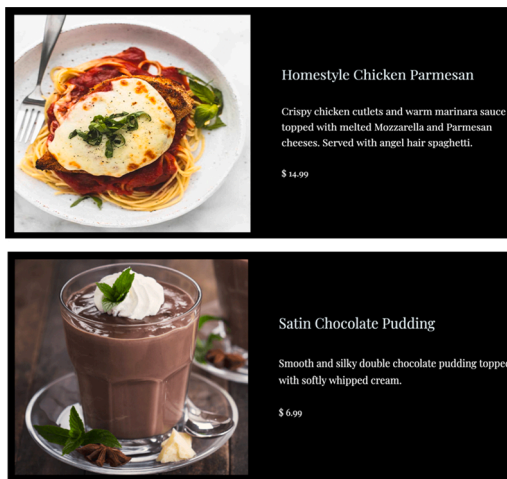 Homestyle Chicken Parmesan
Crispy chicken cutlets and warm marinara sauce
topped with melted Mozzarella and Parmesan
cheeses. Served with angel hair spaghetti.
$ 14.99
Satin Chocolate Pudding
Smooth and silky double chocolate pudding topped
with softly whipped cream.
$ 6.99